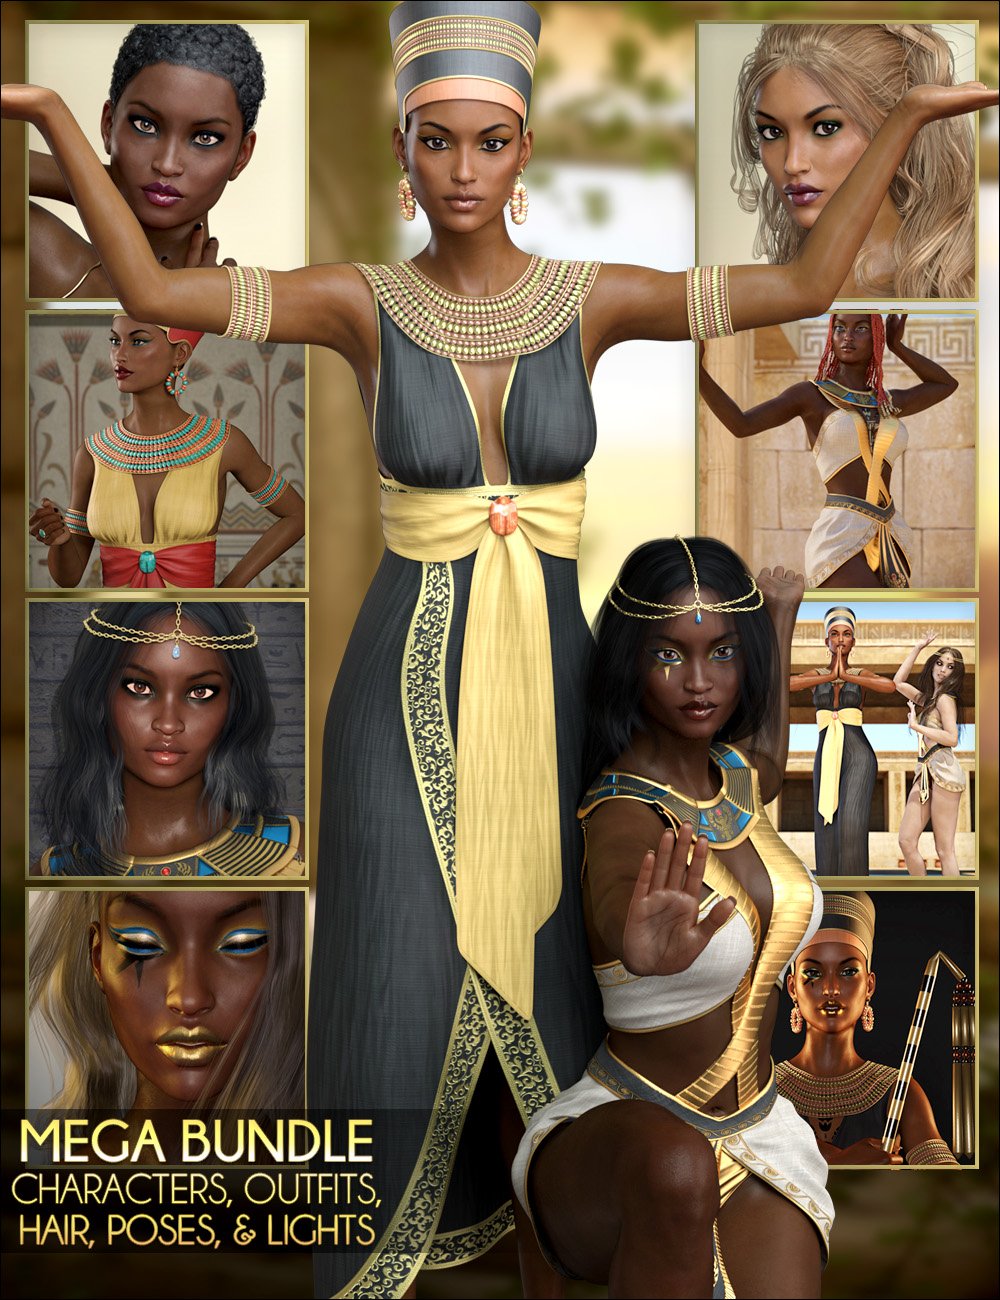 MEGA BUNDLE
CHARACTERS, OUTFITS,
HAIR, POSES, & LIGHTS